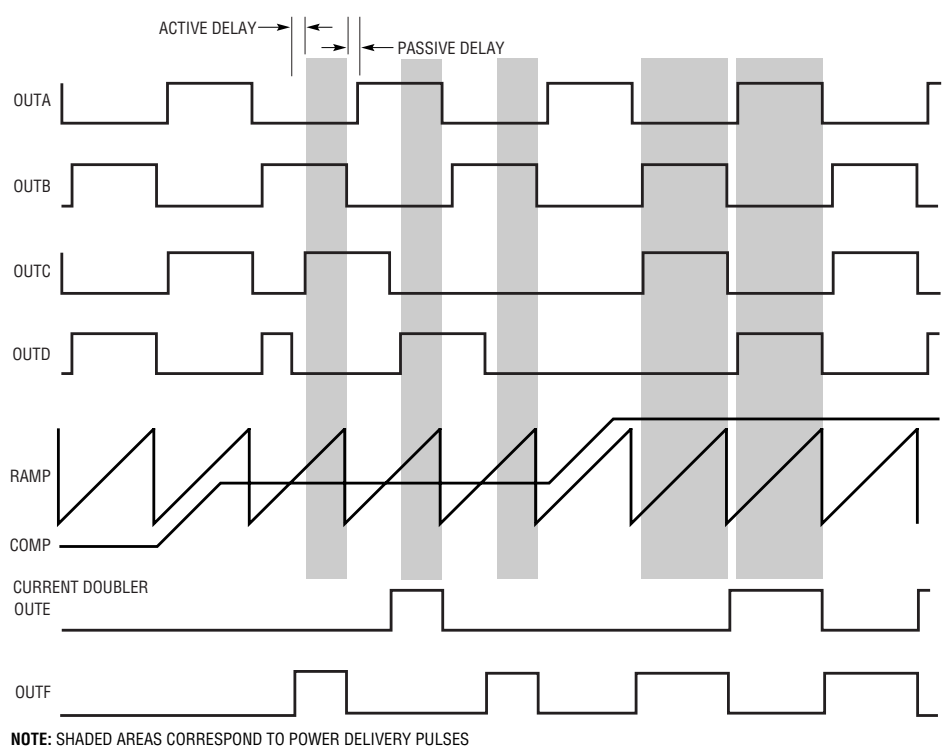 ACTIVE DELAY
PASSIVE DELAY
OUTA
OUTB
OUTC
OUTD
RAMP
COMP
CURRENT DOUBLER
OUTE
OUTF
NOTE: SHADED AREAS CORRESPOND TO POWER DELIVERY PULSES